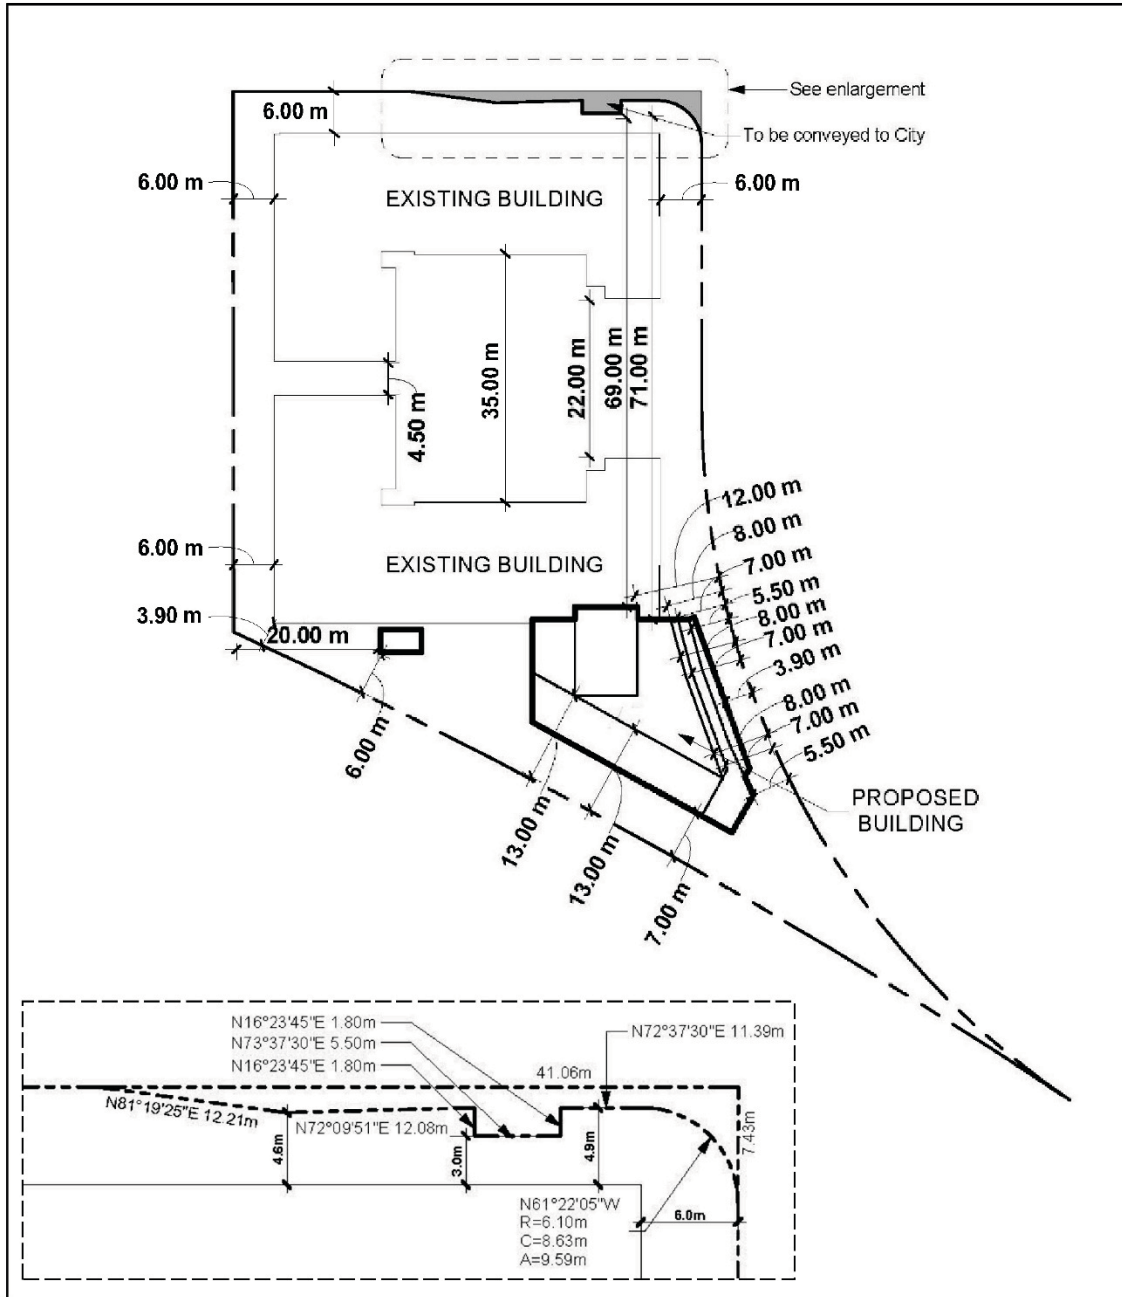 See enlargement
6.00 m
To be conveyed to City
6.00 m
6.00 m
EXISTING BUILDING
35.00 m
22.00 m
69.00 m
71.00 m
4.50 m
12.00 m
8.00 m
7.00 m
5.50 m
8.00 m
7.00 m
3.90 m
8.00 m
7.00 m
5.50 m
6.00 m
EXISTING BUILDING
3.90 m
20.00 m
6.00 m
13.00 m
13.00 m
7.00 m
PROPOSED
BUILDING
N16°23'45"E 1.80m
N73°37'30"E 5.50m
N16°23'45"E 1.80m
N72°37'30"E 11.39m
41.06m
N81°19'25"E 12.21m
N72°09'51"E 12.08m
4.6m
3.0m
4.9m
7.43m
N61°22'05"W
R=6.10m
C=8.63m
A=9.59m
6.0m